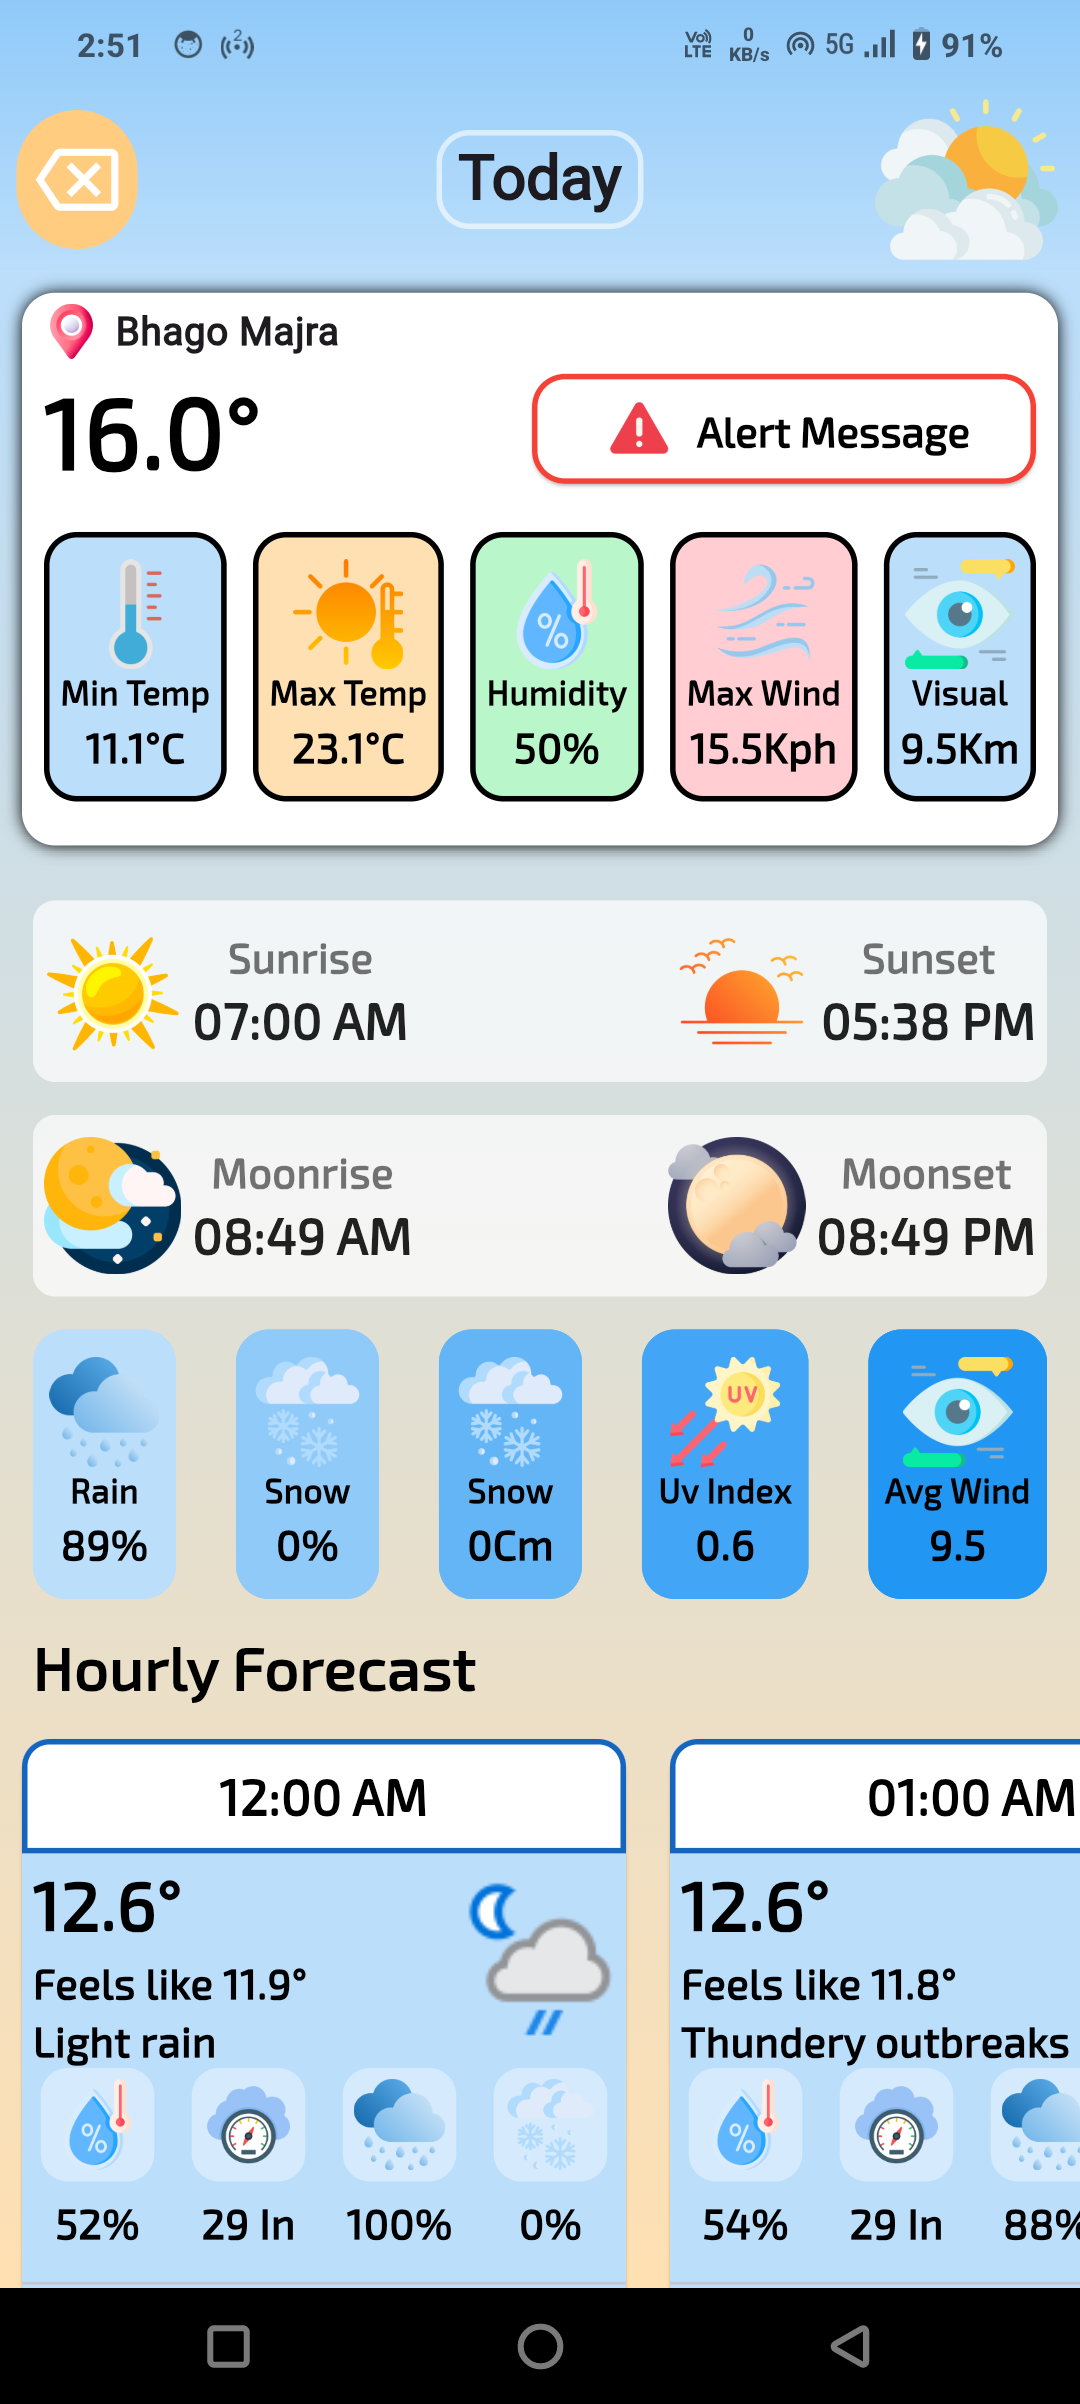 2:51 2 Vo) LTE 0 KB/s 5G 91%
Today
Bhago Majra
16.0°
Alert Message
Min Temp Max Temp Humidity Max Wind Visual
% 
11.1°C 23.1°C 50% 15.5Kph 9.5Km
Sunrise Sunset
07:00 AM 05:38 PM
Moonrise Moonset
08:49 AM 08:49 PM
UV
Rain Snow Snow Uv Index Avg Wind
89% 0% 0Cm 0.6 9.5
Hourly Forecast
12:00 AM 01:00 AM
12.6° 12.6°
Feels like 11.9° Feels like 11.8°
Light rain Thundery outbreaks
% %
52% 29 In 100% 0% 54% 29 In 88%